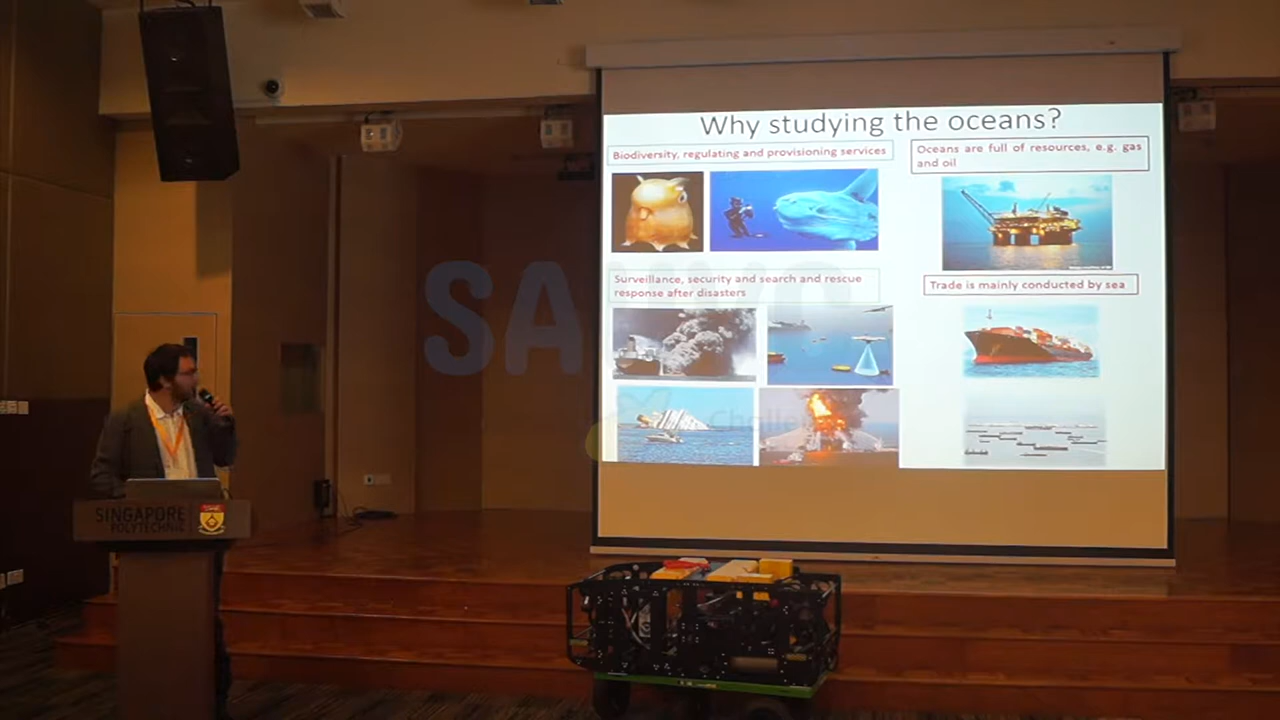 Why studying the oceans?
Biodiversity, regulating and provisioning services
Oceans are full of resources, e.g. gas
and oil
Surveillance, security and search and rescue
response after disasters
Trade is mainly conducted by sea
SINGAPORE
POLYTECHNIC